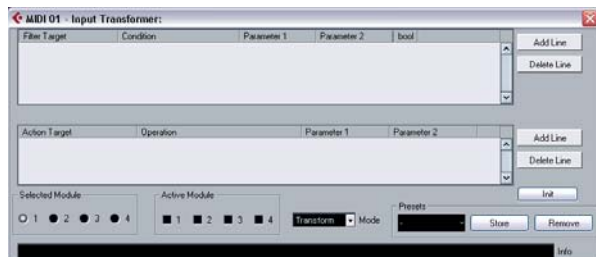 MIDI 01 - Input Transformer:
Filter Target Condition Parameter 1 Parameter 2 bool
Add Line
Delete Line
Action Target Operation Parameter 1 Parameter 2
Add Line
Delete Line
Init
Selected Module Active Module Presets
1 2 3 4 1 2 3 4 Transform Mode - - Store Remove
Info